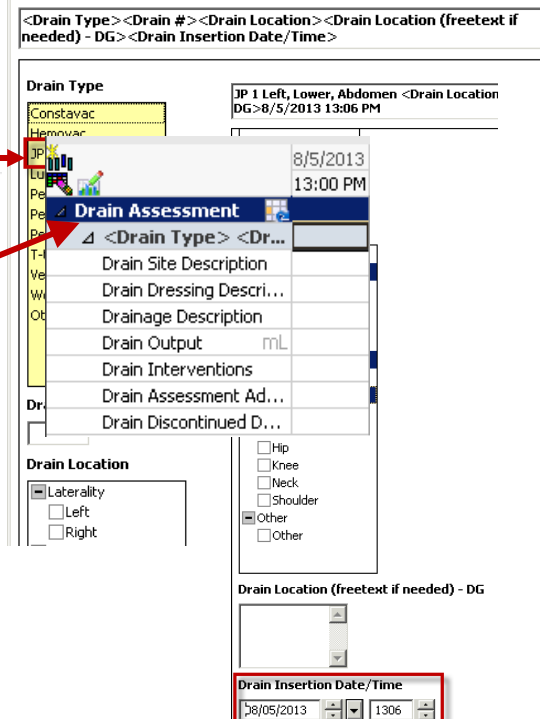 <Drain Type><Drain #><Drain Location><Drain Location (freetext if
needed) - DG><Drain Insertion Date/Time>
Drain Type
Constavac
Hemovac
JP
JP 1 Left, Lower, Abdomen <Drain Location
DG>8/5/2013 13:06 PM
8/5/2013
13:00 PM
Drain Assessment
<Drain Type> <Dr...
Drain Site Description
Drain Dressing Descri...
Drainage Description
Drain Output mL
Drain Interventions
Drain Assessment Ad...
Drain Discontinued D...
Drain Location
Laterality
Left
Right
Hip
Knee
Neck
Shoulder
Other
Other
Drain Location (freetext if needed) - DG
Drain Insertion Date/Time
08/05/2013 1306